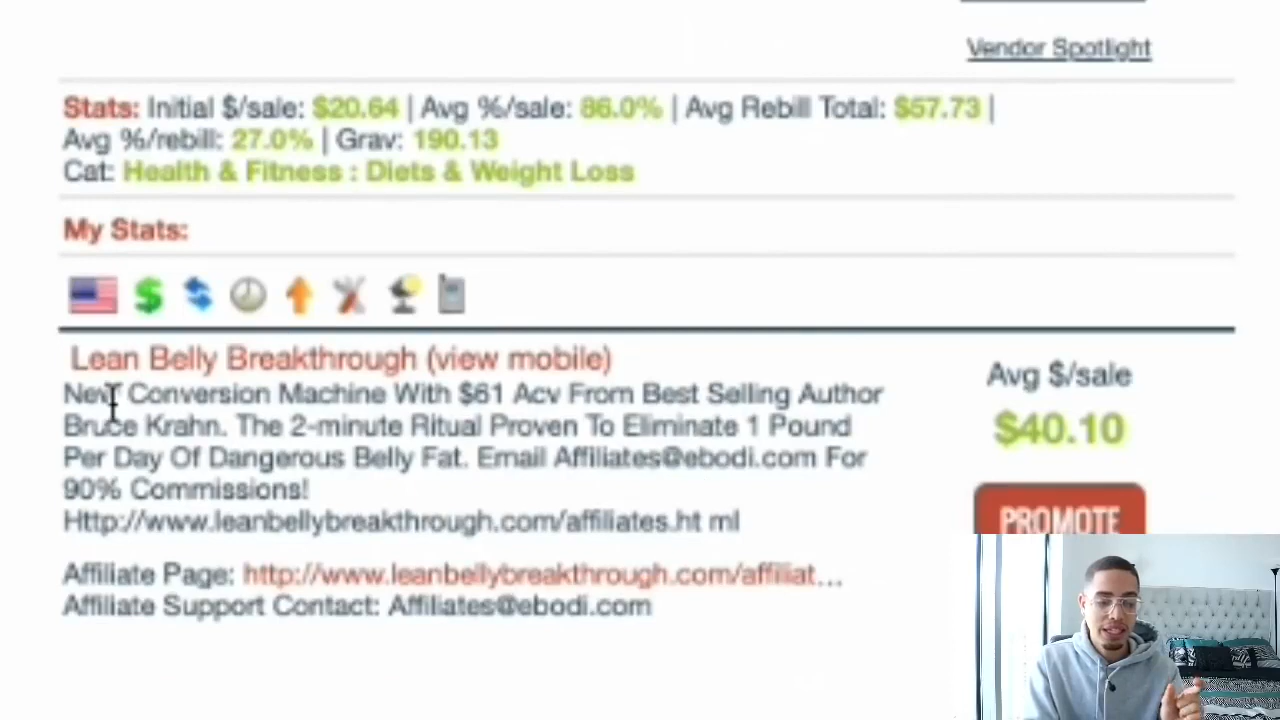 Vendor Spotlight
Stats: Initial $/sale: $20.64 | Avg %/sale: 86.0% | Avg Rebill Total: $57.73 |
Avg %/rebill: 27.0% | Grav: 190.13
Cat: Health & Fitness : Diets & Weight Loss
My Stats:
Lean Belly Breakthrough (view mobile)
New Conversion Machine With $61 Acv From Best Selling Author
Bruce Krahn. The 2-minute Ritual Proven To Eliminate 1 Pound
Per Day Of Dangerous Belly Fat. Email Affiliates@ebodi.com For
90% Commissions!
Http://www.leanbellybreakthrough.com/affiliates.ht ml
Avg $/sale
$40.10
PROMOTE
Affiliate Page: http://www.leanbellybreakthrough.com/affiliat...
Affiliate Support Contact: Affiliates@ebodi.com